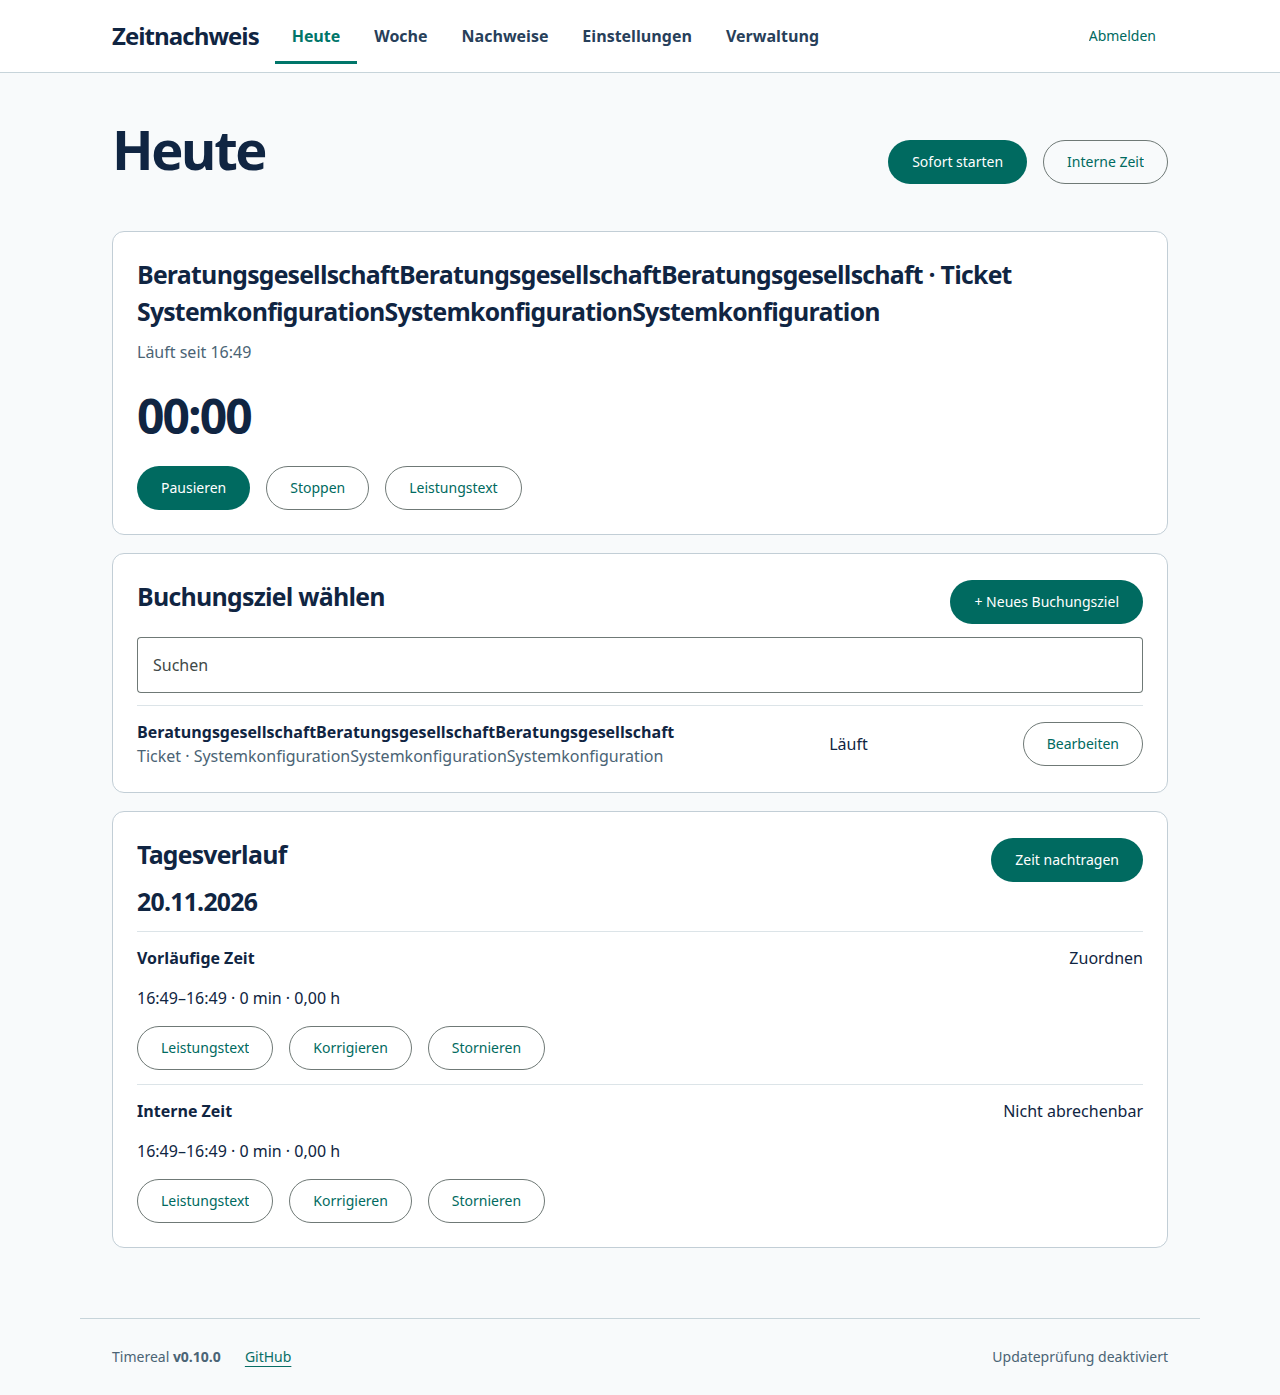 Zeitnachweis Heute Woche Nachweise Einstellungen Verwaltung Abmelden
Heute
Sofort starten Interne Zeit
BeratungsgesellschaftBeratungsgesellschaftBeratungsgesellschaft · Ticket
SystemkonfigurationSystemkonfigurationSystemkonfiguration
Läuft seit 16:49
00:00
Pausieren Stoppen Leistungstext
Buchungsziel wählen + Neues Buchungsziel
Suchen
BeratungsgesellschaftBeratungsgesellschaftBeratungsgesellschaft
Ticket · SystemkonfigurationSystemkonfigurationSystemkonfiguration
Läuft Bearbeiten
Tagesverlauf Zeit nachtragen
20.11.2026
Vorläufige Zeit Zuordnen
16:49–16:49 · 0 min · 0,00 h
Leistungstext Korrigieren Stornieren
Interne Zeit Nicht abrechenbar
16:49–16:49 · 0 min · 0,00 h
Leistungstext Korrigieren Stornieren
Timereal v0.10.0 GitHub Updateprüfung deaktiviert